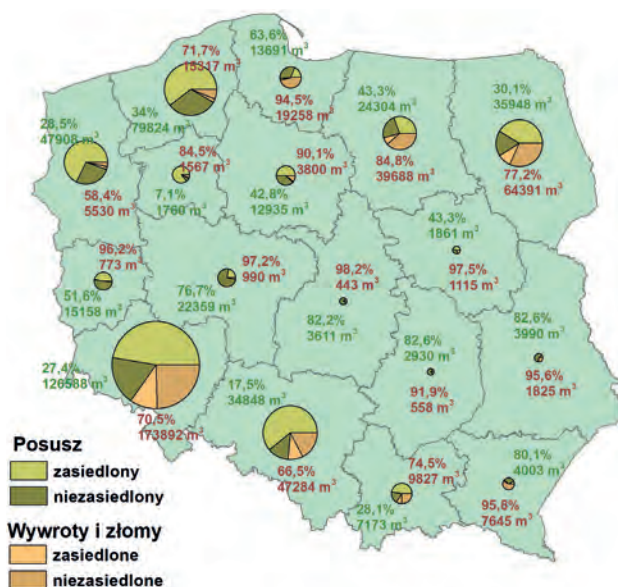 63,6%
13691 m³
71,7%
15317 m³
34%
79824 m³
94,5%
19258 m³
43,3%
24304 m³
84,8%
39688 m³
30,1%
35948 m³
77,2%
64391 m³
28,5%
47908 m³
58,4%
5530 m³
84,5%
1567 m³
7,1%
1760 m³
90,1%
3800 m³
42,8%
12935 m³
43,3%
1861 m³
97,5%
1115 m³
96,2%
773 m³
51,6%
15158 m³
97,2%
990 m³
76,7%
22359 m³
98,2%
443 m³
82,2%
3611 m³
82,6%
2930 m³
91,9%
558 m³
82,6%
3990 m³
95,6%
1825 m³
27,4%
126588 m³
70,5%
173892 m³
17,5%
34848 m³
66,5%
47284 m³
74,5%
9827 m³
28,1%
7173 m³
80,1%
4003 m³
95,8%
7645 m³
Posusz
zasiedlony
niezasiedlony
Wywroty i złomy
zasiedlone
niezasiedlone